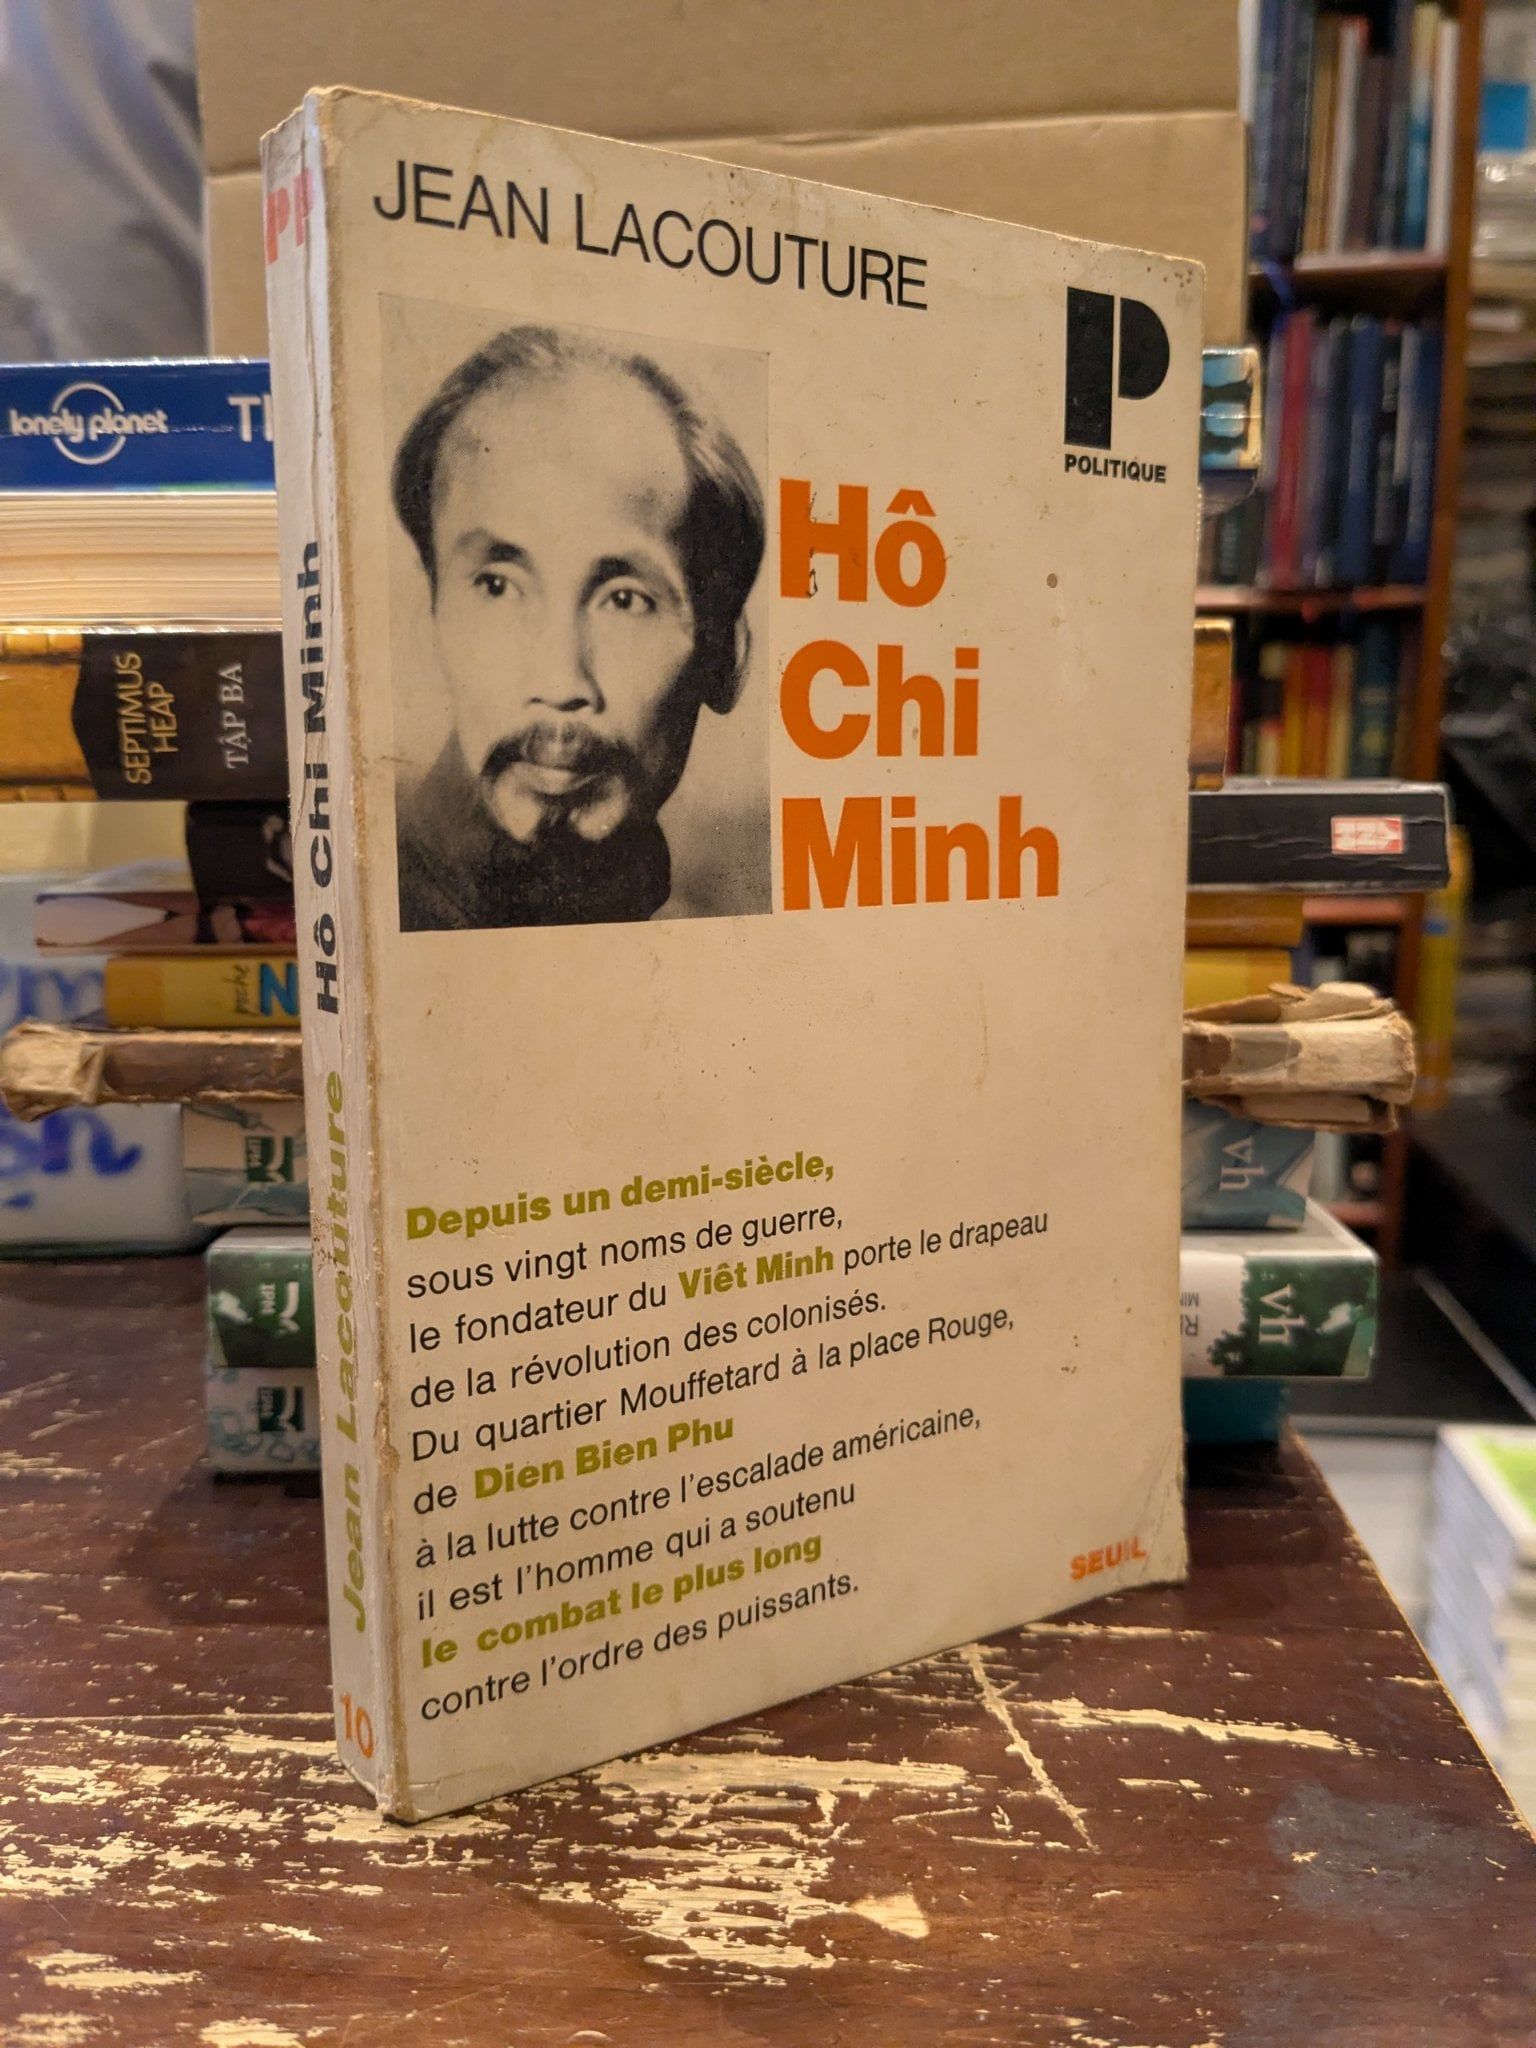 JEAN LACOUTURE
P
POLITIQUE
Hô
Chi
Minh
Depuis un demi-siècle,
sous vingt noms de guerre,
le fondateur du Viêt Minh porte le drapeau
de la révolution des colonisés.
Du quartier Mouffetard à la place Rouge,
de Dien Bien Phu
à la lutte contre l'escalade américaine,
il est l'homme qui a soutenu
le combat le plus long
contre l'ordre des puissants.
SEUIL
Jean Lacouture Hô Chi Minh
10
lonely planet
SEPTIMUS
HEAP
TẬP BA
poche
vh
vh